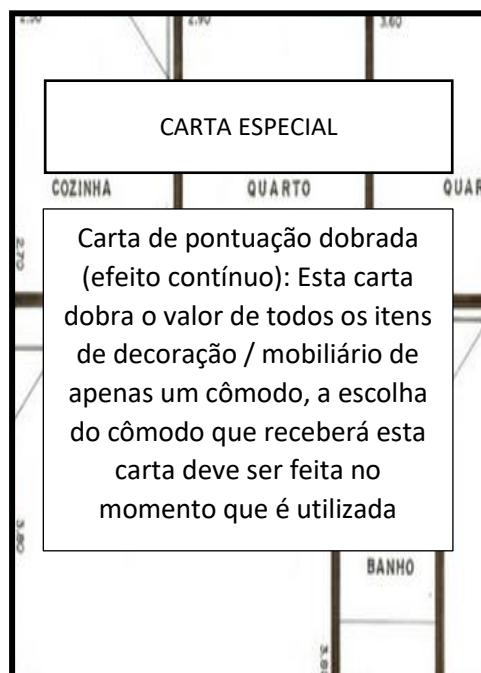 2.50 2.90 3.60
CARTA ESPECIAL
COZINHA QUARTO QUAR
Carta de pontuação dobrada
(efeito contínuo): Esta carta
dobra o valor de todos os itens
de decoração / mobiliário de
apenas um cômodo, a escolha
do cômodo que receberá esta
carta deve ser feita no
momento que é utilizada
2.70
3.80
BANHO